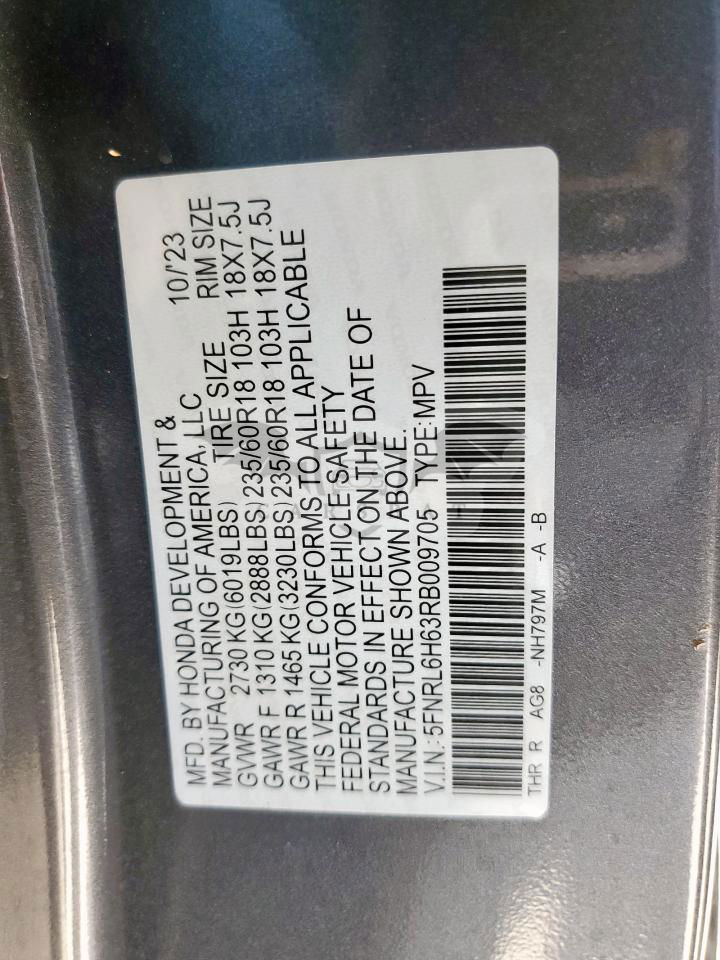 MFD. BY HONDA DEVELOPMENT &
MANUFACTURING OF AMERICA, LLC 10/'23
GVWR 2730 KG(6019LBS) TIRE SIZE RIM SIZE
GAWR F 1310 KG(2888LBS) 235/60R18 103H 18X7.5J
GAWR R 1465 KG(3230LBS) 235/60R18 103H 18X7.5J
THIS VEHICLE CONFORMS TO ALL APPLICABLE
FEDERAL MOTOR VEHICLE SAFETY
STANDARDS IN EFFECT ON THE DATE OF
MANUFACTURE SHOWN ABOVE.
V.I.N.: 5FNRL6H63RB009705 TYPE:MPV
THR R AG8 -NH797M -A -B